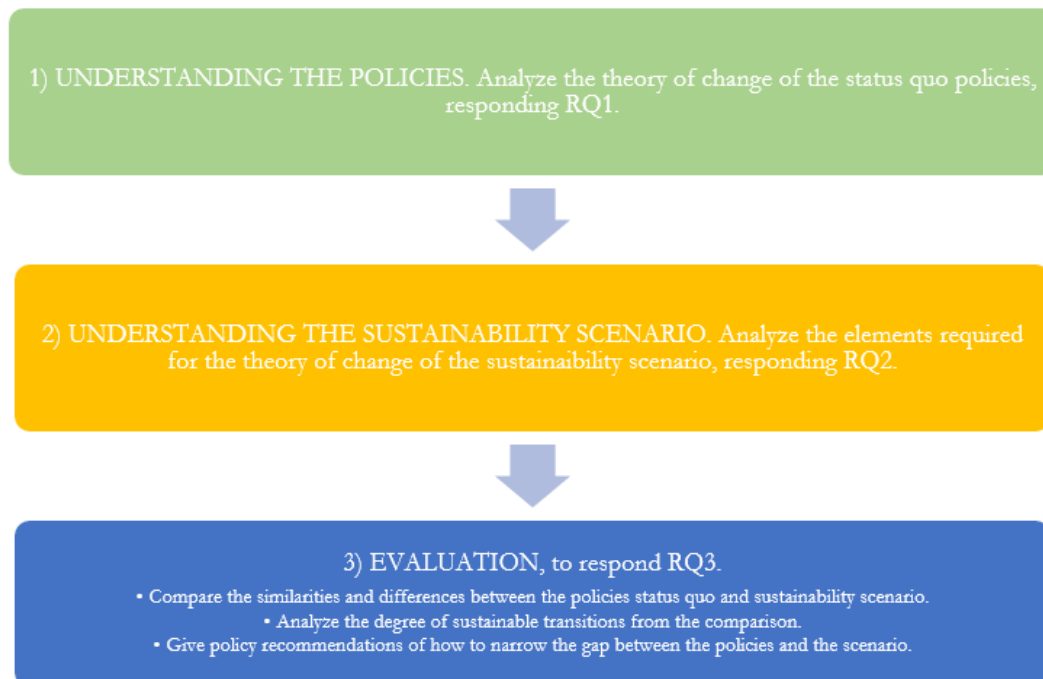 1) UNDERSTANDING THE POLICIES. Analyze the theory of change of the status quo policies,
responding RQ1.
2) UNDERSTANDING THE SUSTAINABILITY SCENARIO. Analyze the elements required
for the theory of change of the sustainaibility scenario, responding RQ2.
3) EVALUATION, to respond RQ3.
• Compare the similarities and differences between the policies status quo and sustainability scenario.
• Analyze the degree of sustainable transitions from the comparison.
• Give policy recommendations of how to narrow the gap between the policies and the scenario.